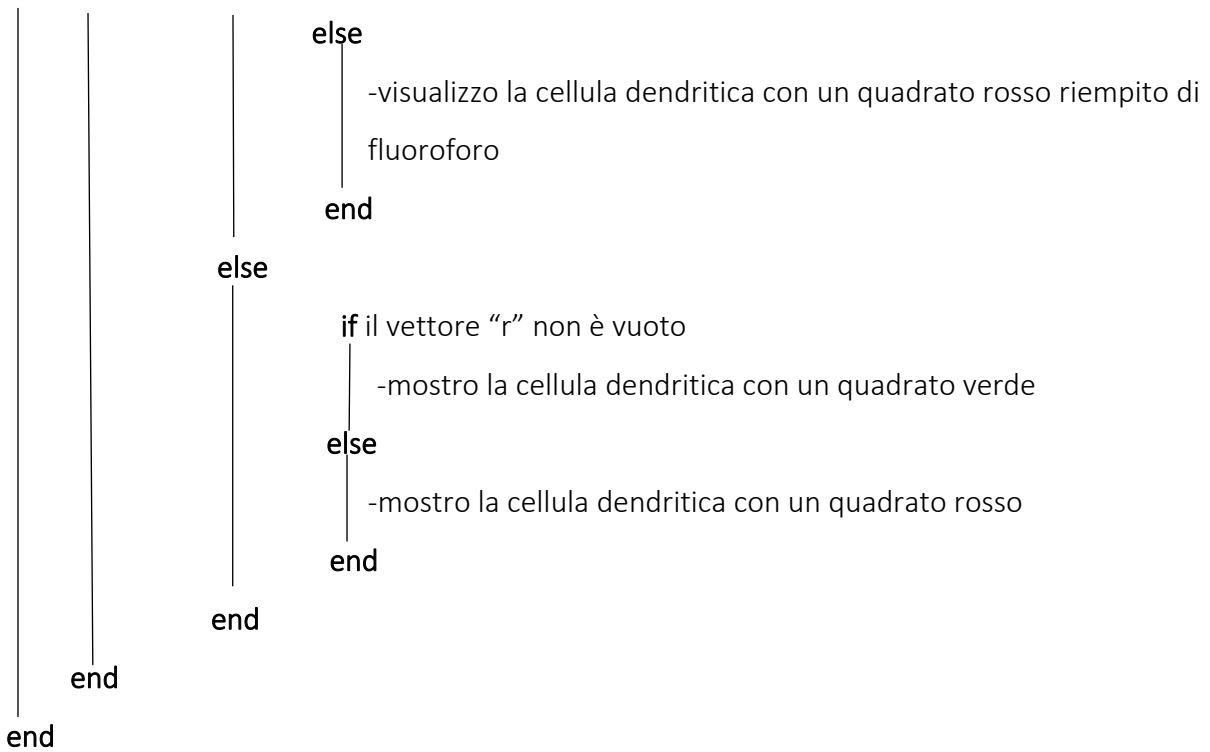 else
-visualizzo la cellula dendritica con un quadrato rosso riempito di
fluoroforo
end
else
if il vettore “r” non è vuoto
-mostro la cellula dendritica con un quadrato verde
else
-mostro la cellula dendritica con un quadrato rosso
end
end
end
end